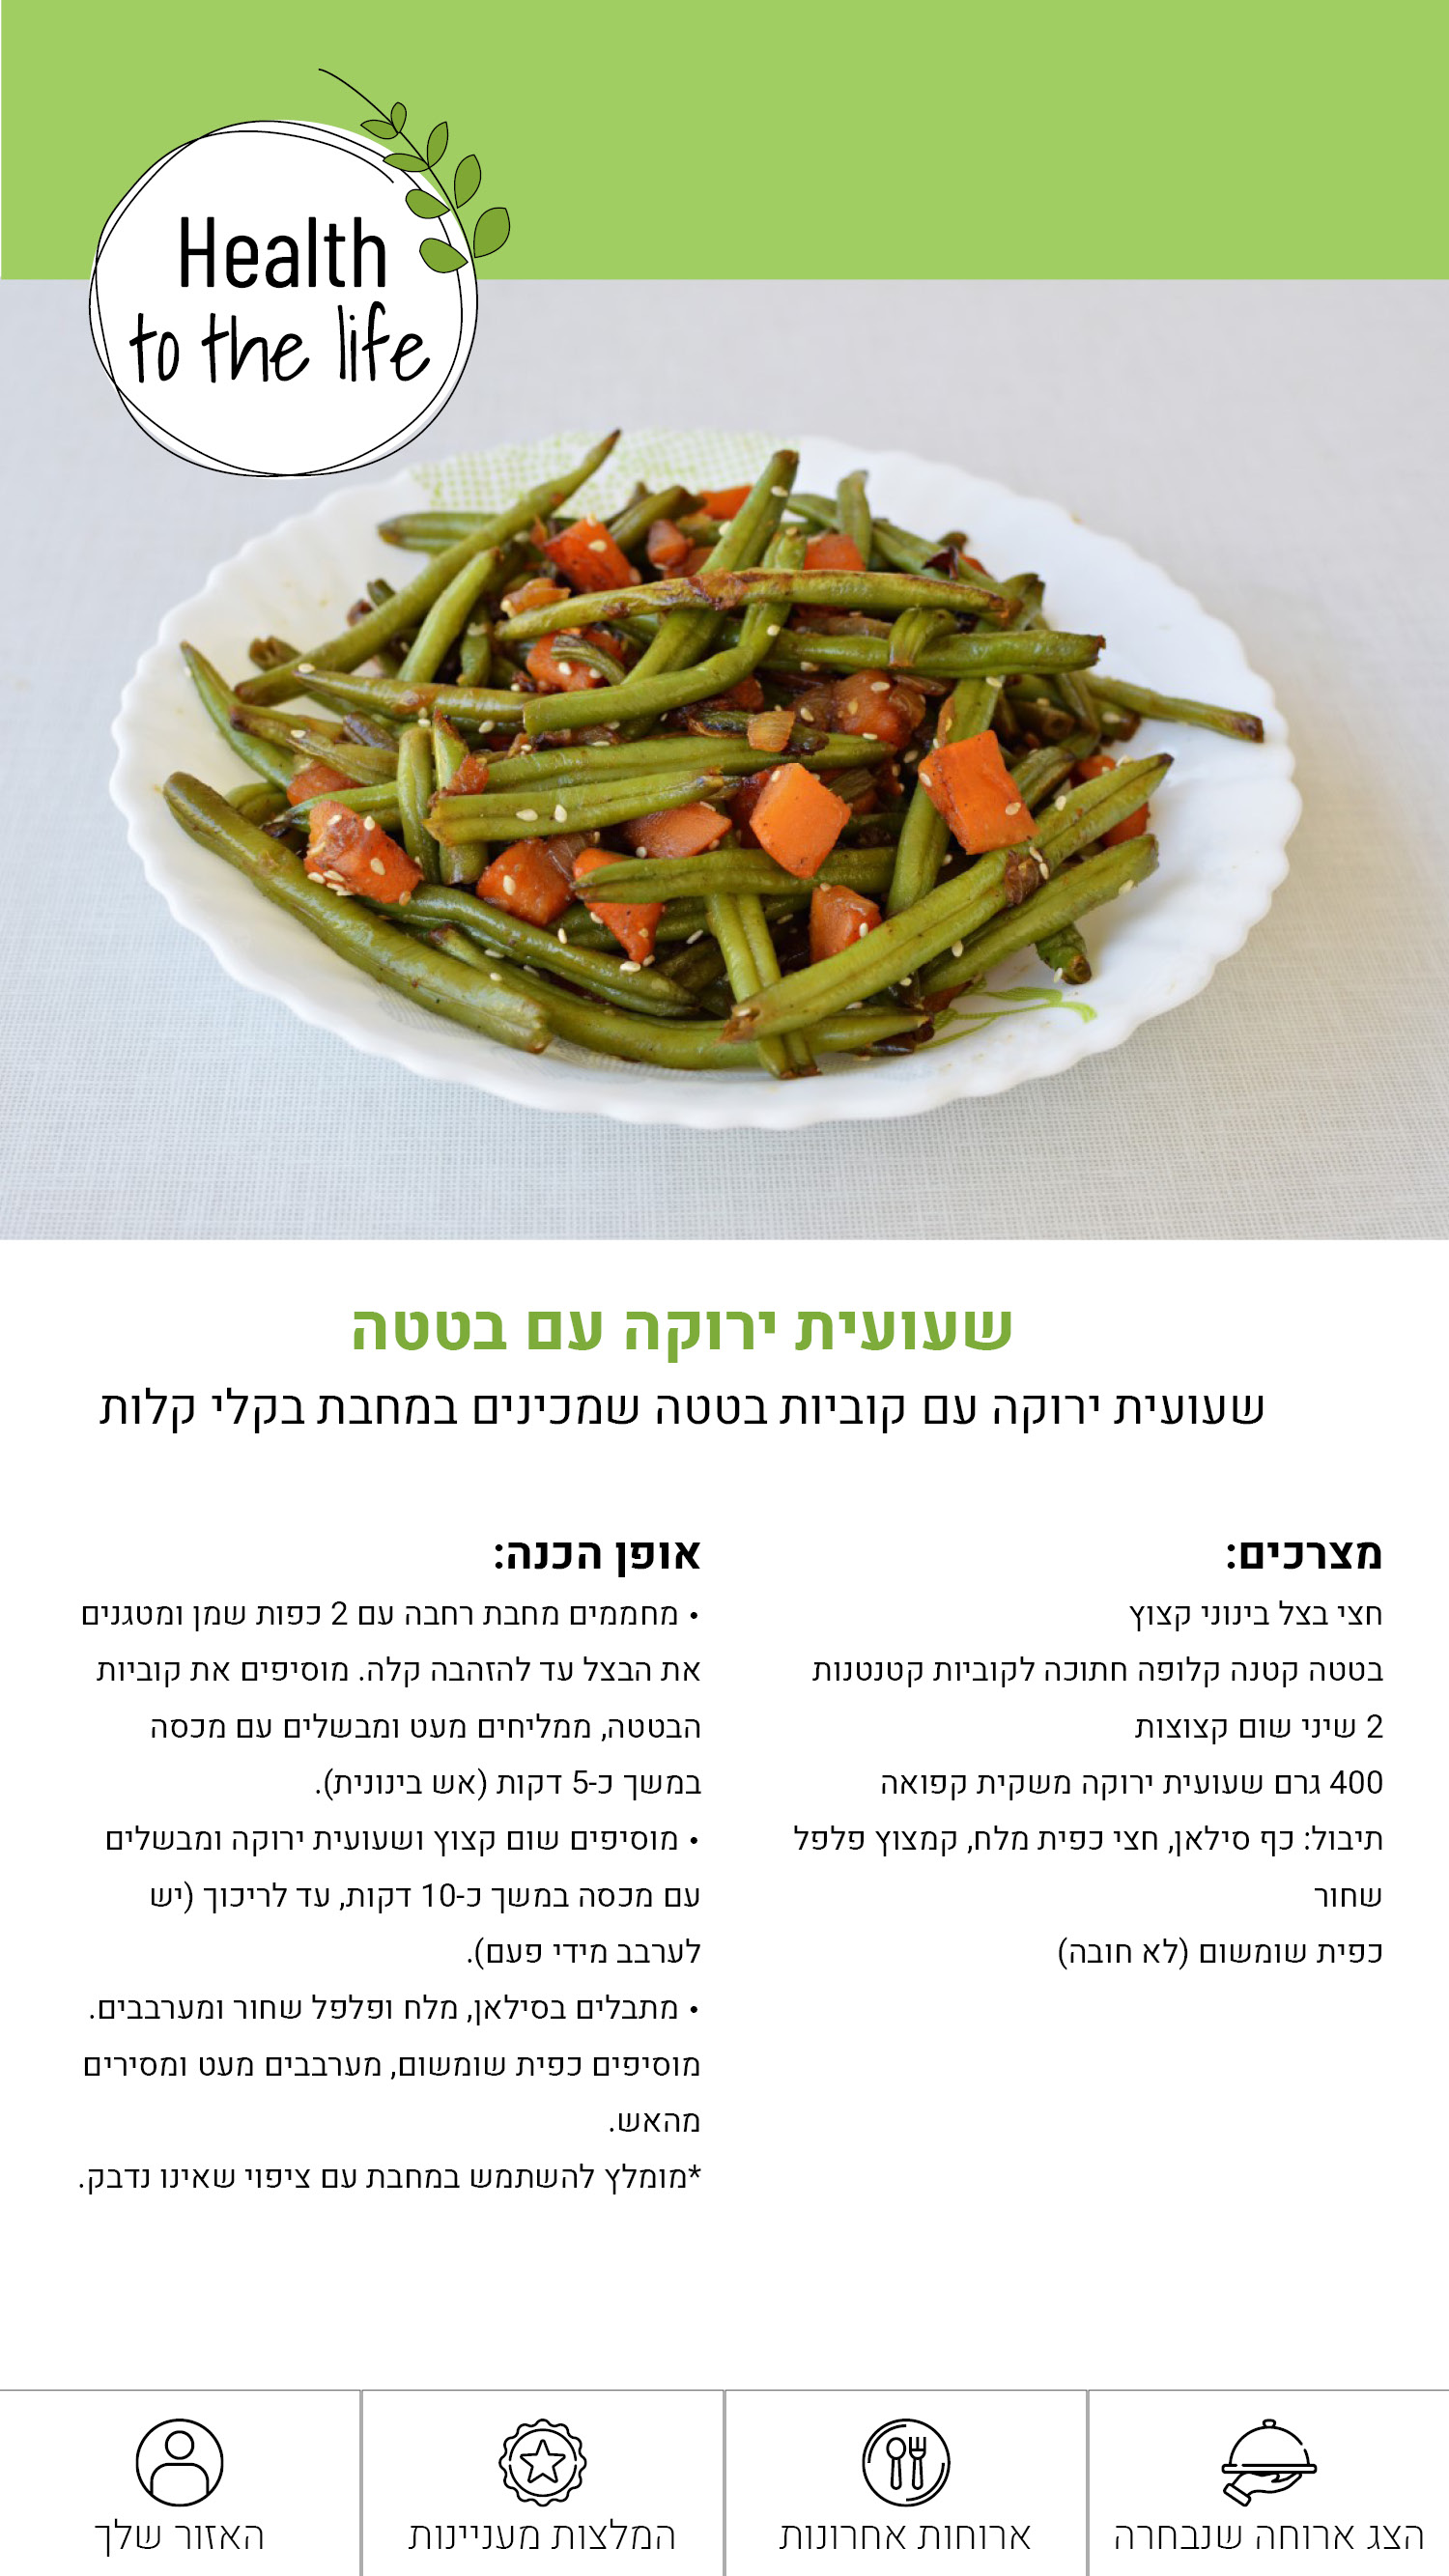 Health
to the life
שעועית ירוקה עם בטטה
שעועית ירוקה עם קוביות בטטה שמכינים במחבת בקלי קלות
מצרכים:
חצי בצל בינוני קצוץ
בטטה קטנה קלופה חתוכה לקוביות קטנטנות
2 שיני שום קצוצות
400 גרם שעועית ירוקה משקית קפואה
תיבול: כף סילאן, חצי כפית מלח, קמצוץ פלפל
שחור
כפית שומשום (לא חובה)
אופן הכנה:
• מחממים מחבת רחבה עם 2 כפות שמן ומטגנים
את הבצל עד להזהבה קלה. מוסיפים את קוביות
הבטטה, ממליחים מעט ומבשלים עם מכסה
במשך כ-5 דקות (אש בינונית).
• מוסיפים שום קצוץ ושעועית ירוקה ומבשלים
עם מכסה במשך כ-10 דקות, עד לריכוך (יש
לערבב מידי פעם).
• מתבלים בסילאן, מלח ופלפל שחור ומערבבים.
מוסיפים כפית שומשום, מערבבים מעט ומסירים
מהאש.
*מומלץ להשתמש במחבת עם ציפוי שאינו נדבק.
הצג ארוחה שנבחרה
ארוחות אחרונות
המלצות מעניינות
האזור שלך